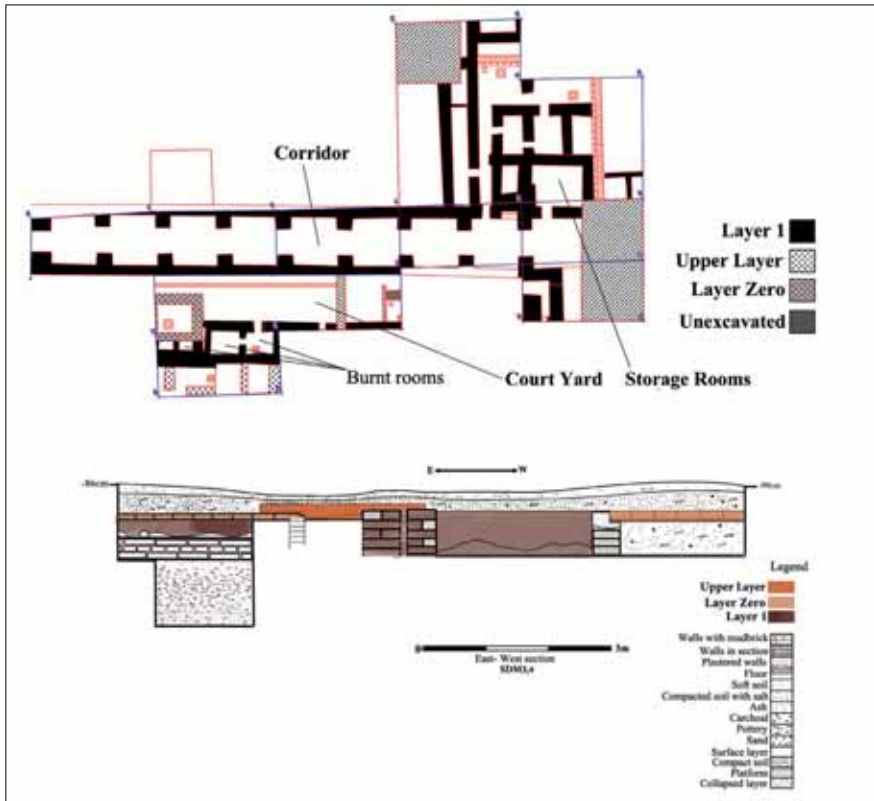 Corridor
Layer 1
Upper Layer
Layer Zero
Unexcavated
Burnt rooms
Court Yard
Storage Rooms
E
W
Legend
Upper Layer
Layer Zero
Layer 1
Walls with mudbrick
Walls in section
Plastered walls
Floor
Soft soil
Compacted soil with salt
Ash
Carchoal
Pottery
Sand
Surface layer
Compact soil
Platform
Collapsed layer
0
3m
East- West section